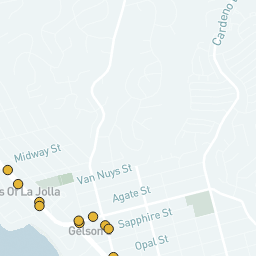 Cardeno
Midway St
Van Nuys St
s Of La Jolla
Agate St
Sapphire St
Gelson
Opal St